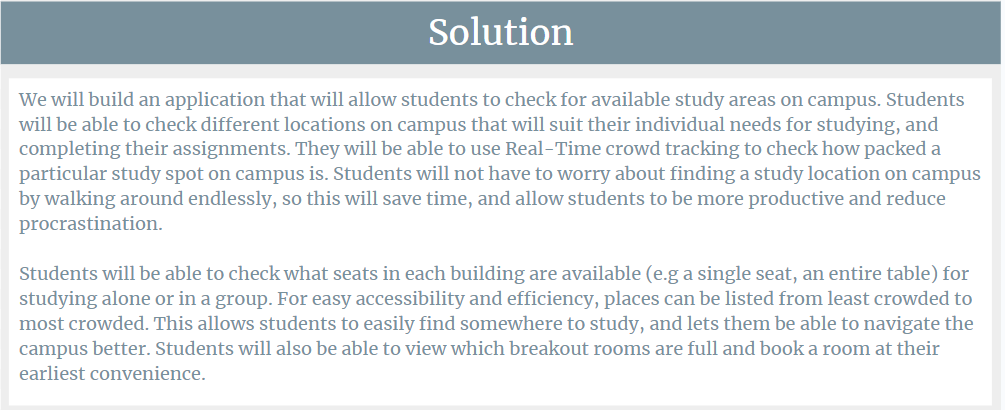 Solution
We will build an application that will allow students to check for available study areas on campus. Students
will be able to check different locations on campus that will suit their individual needs for studying, and
completing their assignments. They will be able to use Real-Time crowd tracking to check how packed a
particular study spot on campus is. Students will not have to worry about finding a study location on campus
by walking around endlessly, so this will save time, and allow students to be more productive and reduce
procrastination.
Students will be able to check what seats in each building are available (e.g a single seat, an entire table) for
studying alone or in a group. For easy accessibility and efficiency, places can be listed from least crowded to
most crowded. This allows students to easily find somewhere to study, and lets them be able to navigate the
campus better. Students will also be able to view which breakout rooms are full and book a room at their
earliest convenience.